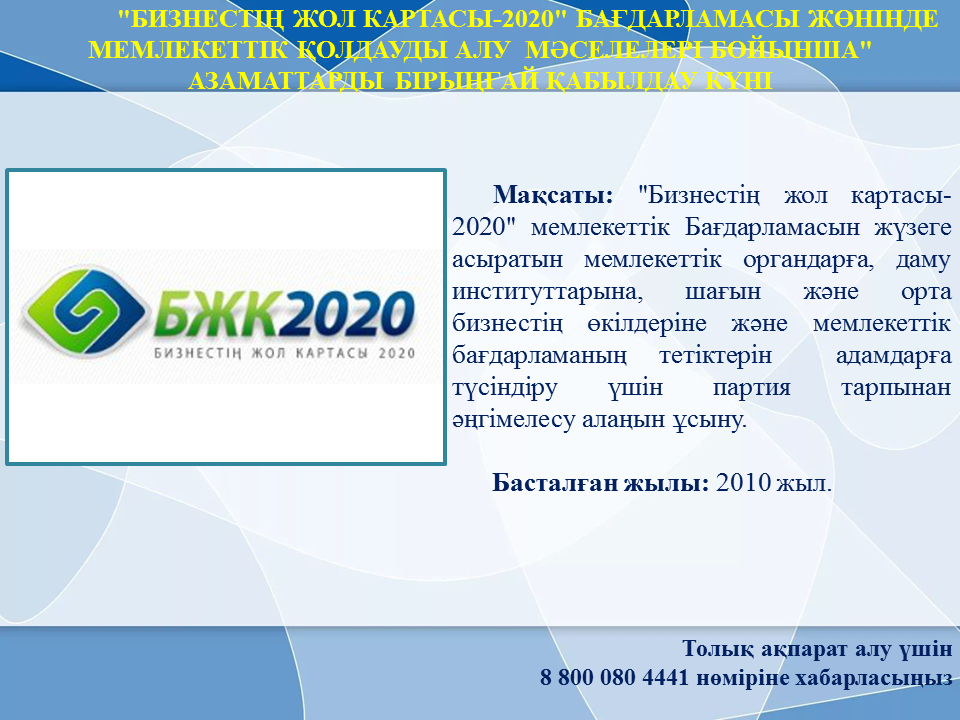 "БИЗНЕСТІҢ ЖОЛ КАРТАСЫ-2020" БАҒДАРЛАМАСЫ ЖӨНІНДЕ
МЕМЛЕКЕТТІК ҚОЛДАУДЫ АЛУ МӘСЕЛЕЛЕРІ БОЙЫНША"
АЗАМАТТАРДЫ БІРЫҢҒАЙ ҚАБЫЛДАУ КҮНІ
БЖК2020
БИЗНЕСТІҢ ЖОЛ КАРТАСЫ 2020
Мақсаты: "Бизнестің жол картасы-
2020" мемлекеттік Бағдарламасын жүзеге
асыратын мемлекеттік органдарға, даму
институттарына, шағын және орта
бизнестің өкілдеріне және мемлекеттік
бағдарламаның тетіктерін адамдарға
түсіндіру үшін партия тарпынан
әңгімелесу алаңын ұсыну.
Басталған жылы: 2010 жыл.
Толық ақпарат алу үшін
8 800 080 4441 нөміріне хабарласыңыз